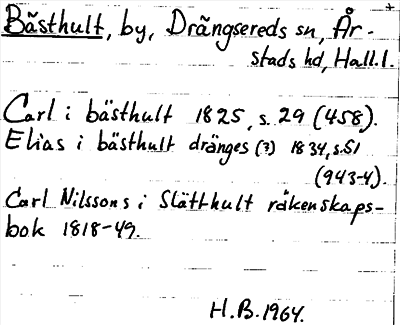 Bästhult, by, Drängsereds sn, År-
stads hd, Hall. l.
Carl i bästhult 1825, s. 29 (458).
Elias i bästhult dränges (?) 1834, s. 51
(943-4).
Carl Nilssons i Slätthult räkenskaps-
bok 1818-49.
H.B. 1964.